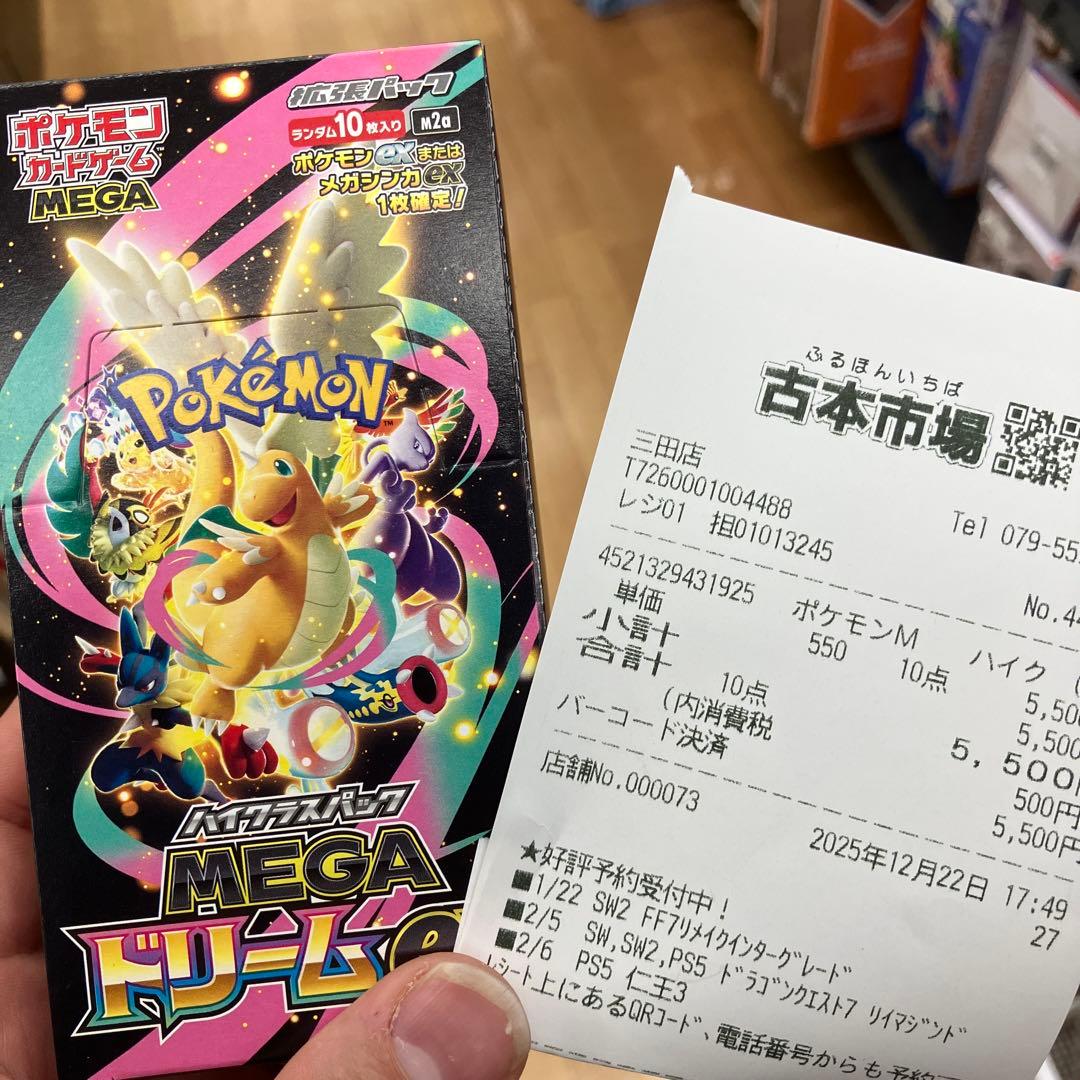 ポケモン
カードゲーム
MEGA
拡張パック
ランダム10枚入り M2a
ポケモンexまたは
メガシンカex
1枚確定!
POKÉMON
ハイクラスパック
MEGA
ドリーム
ふるほんいちば
古本市場
三田店
T7260001004488
レジ01 担01013245
Tel 079-55
No.4
4521329431925 ポケモンM ハイク
単価 550 10点 5,50
小計 5,500
合計 10点 5,500
(内消費税 500円
バーコード決済 5,500円
店舗No.000073
2025年12月22日 17:49
27
★好評予約受付中!
■1/22 SW2 FF7リメイクインターグレード
■2/5 SW,SW2,PS5 ドラゴンクエスト7 リイマジンド
■2/6 PS5 仁王3
レシート上にあるQRコード、電話番号からも予約